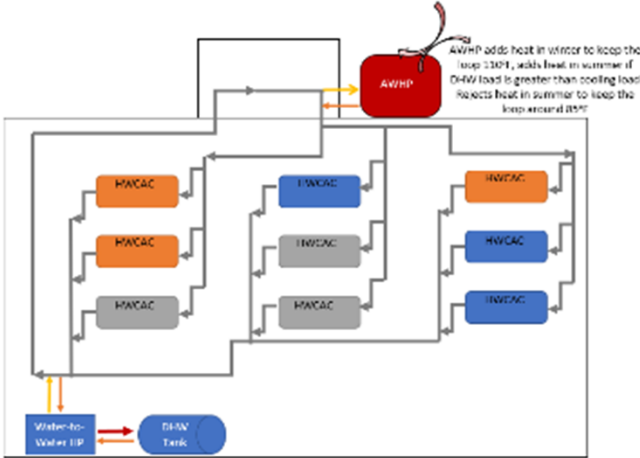 AWHP adds heat in winter to keep the
loop 110°F, adds heat in summer if
DHW load is greater than cooling load
Rejects heat in summer to keep the
loop around 85°F
AWHP
HWCAC
HWCAC
HWCAC
HWCAC
HWCAC
HWCAC
HWCAC
HWCAC
HWCAC
Water-to-
Water HP
DHW
Tank